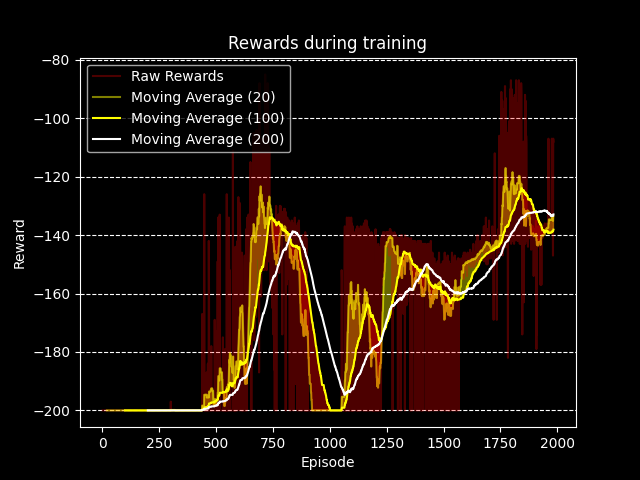 Rewards during training
Raw Rewards
Moving Average (20)
Moving Average (100)
Moving Average (200)
−80
−100
−120
−140
−160
−180
−200
Reward
0 250 500 750 1000 1250 1500 1750 2000
Episode